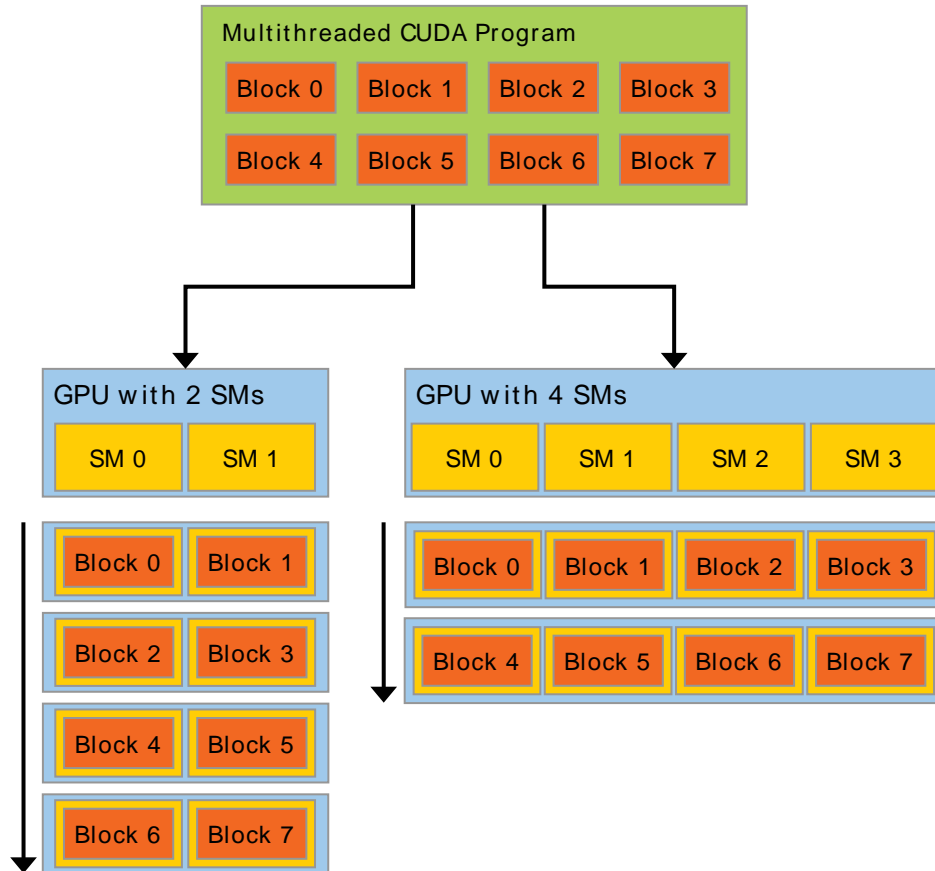 Multithreaded CUDA Program
Block 0 Block 1 Block 2 Block 3
Block 4 Block 5 Block 6 Block 7
GPU with 2 SMs
SM 0 SM 1
Block 0 Block 1
Block 2 Block 3
Block 4 Block 5
Block 6 Block 7
GPU with 4 SMs
SM 0 SM 1 SM 2 SM 3
Block 0 Block 1 Block 2 Block 3
Block 4 Block 5 Block 6 Block 7